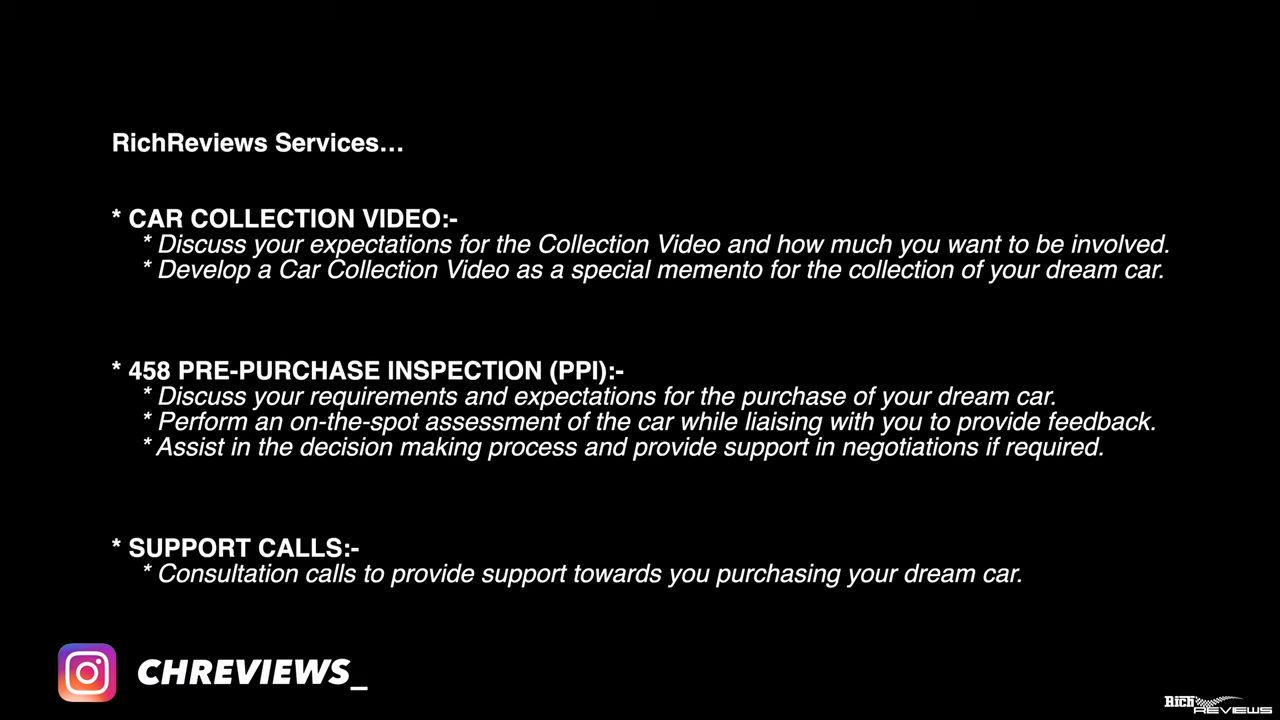 RichReviews Services…
* CAR COLLECTION VIDEO:-
* Discuss your expectations for the Collection Video and how much you want to be involved.
* Develop a Car Collection Video as a special memento for the collection of your dream car.
* 458 PRE-PURCHASE INSPECTION (PPI):-
* Discuss your requirements and expectations for the purchase of your dream car.
* Perform an on-the-spot assessment of the car while liaising with you to provide feedback.
* Assist in the decision making process and provide support in negotiations if required.
* SUPPORT CALLS:-
* Consultation calls to provide support towards you purchasing your dream car.
CHREVIEWS_
Rich
REVIEWS